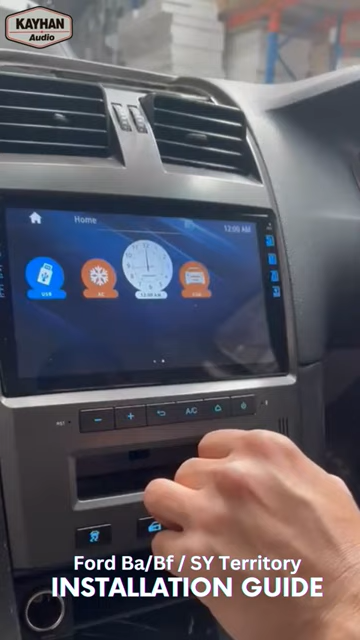 KAYHAN
Audio
Home
12:00 AM
USB
12:00 AM
A/C
Ford Ba/Bf / SY Territory
INSTALLATION GUIDE